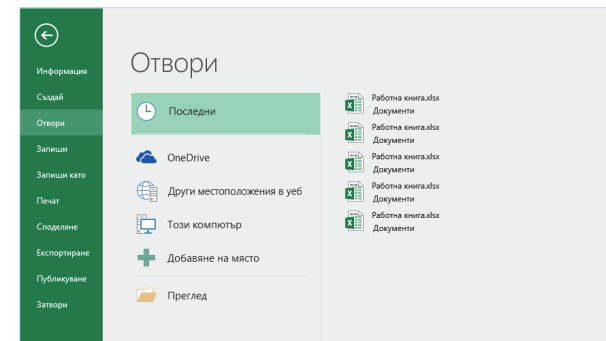 Информация
Създай
Отвори
Запиши
Запиши като
Печат
Споделяне
Експортиране
Публикуване
Затвори
Отвори
Последни
OneDrive
Други местоположения в уеб
Този компютър
Добавяне на място
Преглед
Работна книга.xlsx
Документи
Работна книга.xlsx
Документи
Работна книга.xlsx
Документи
Работна книга.xlsx
Документи
Работна книга.xlsx
Документи